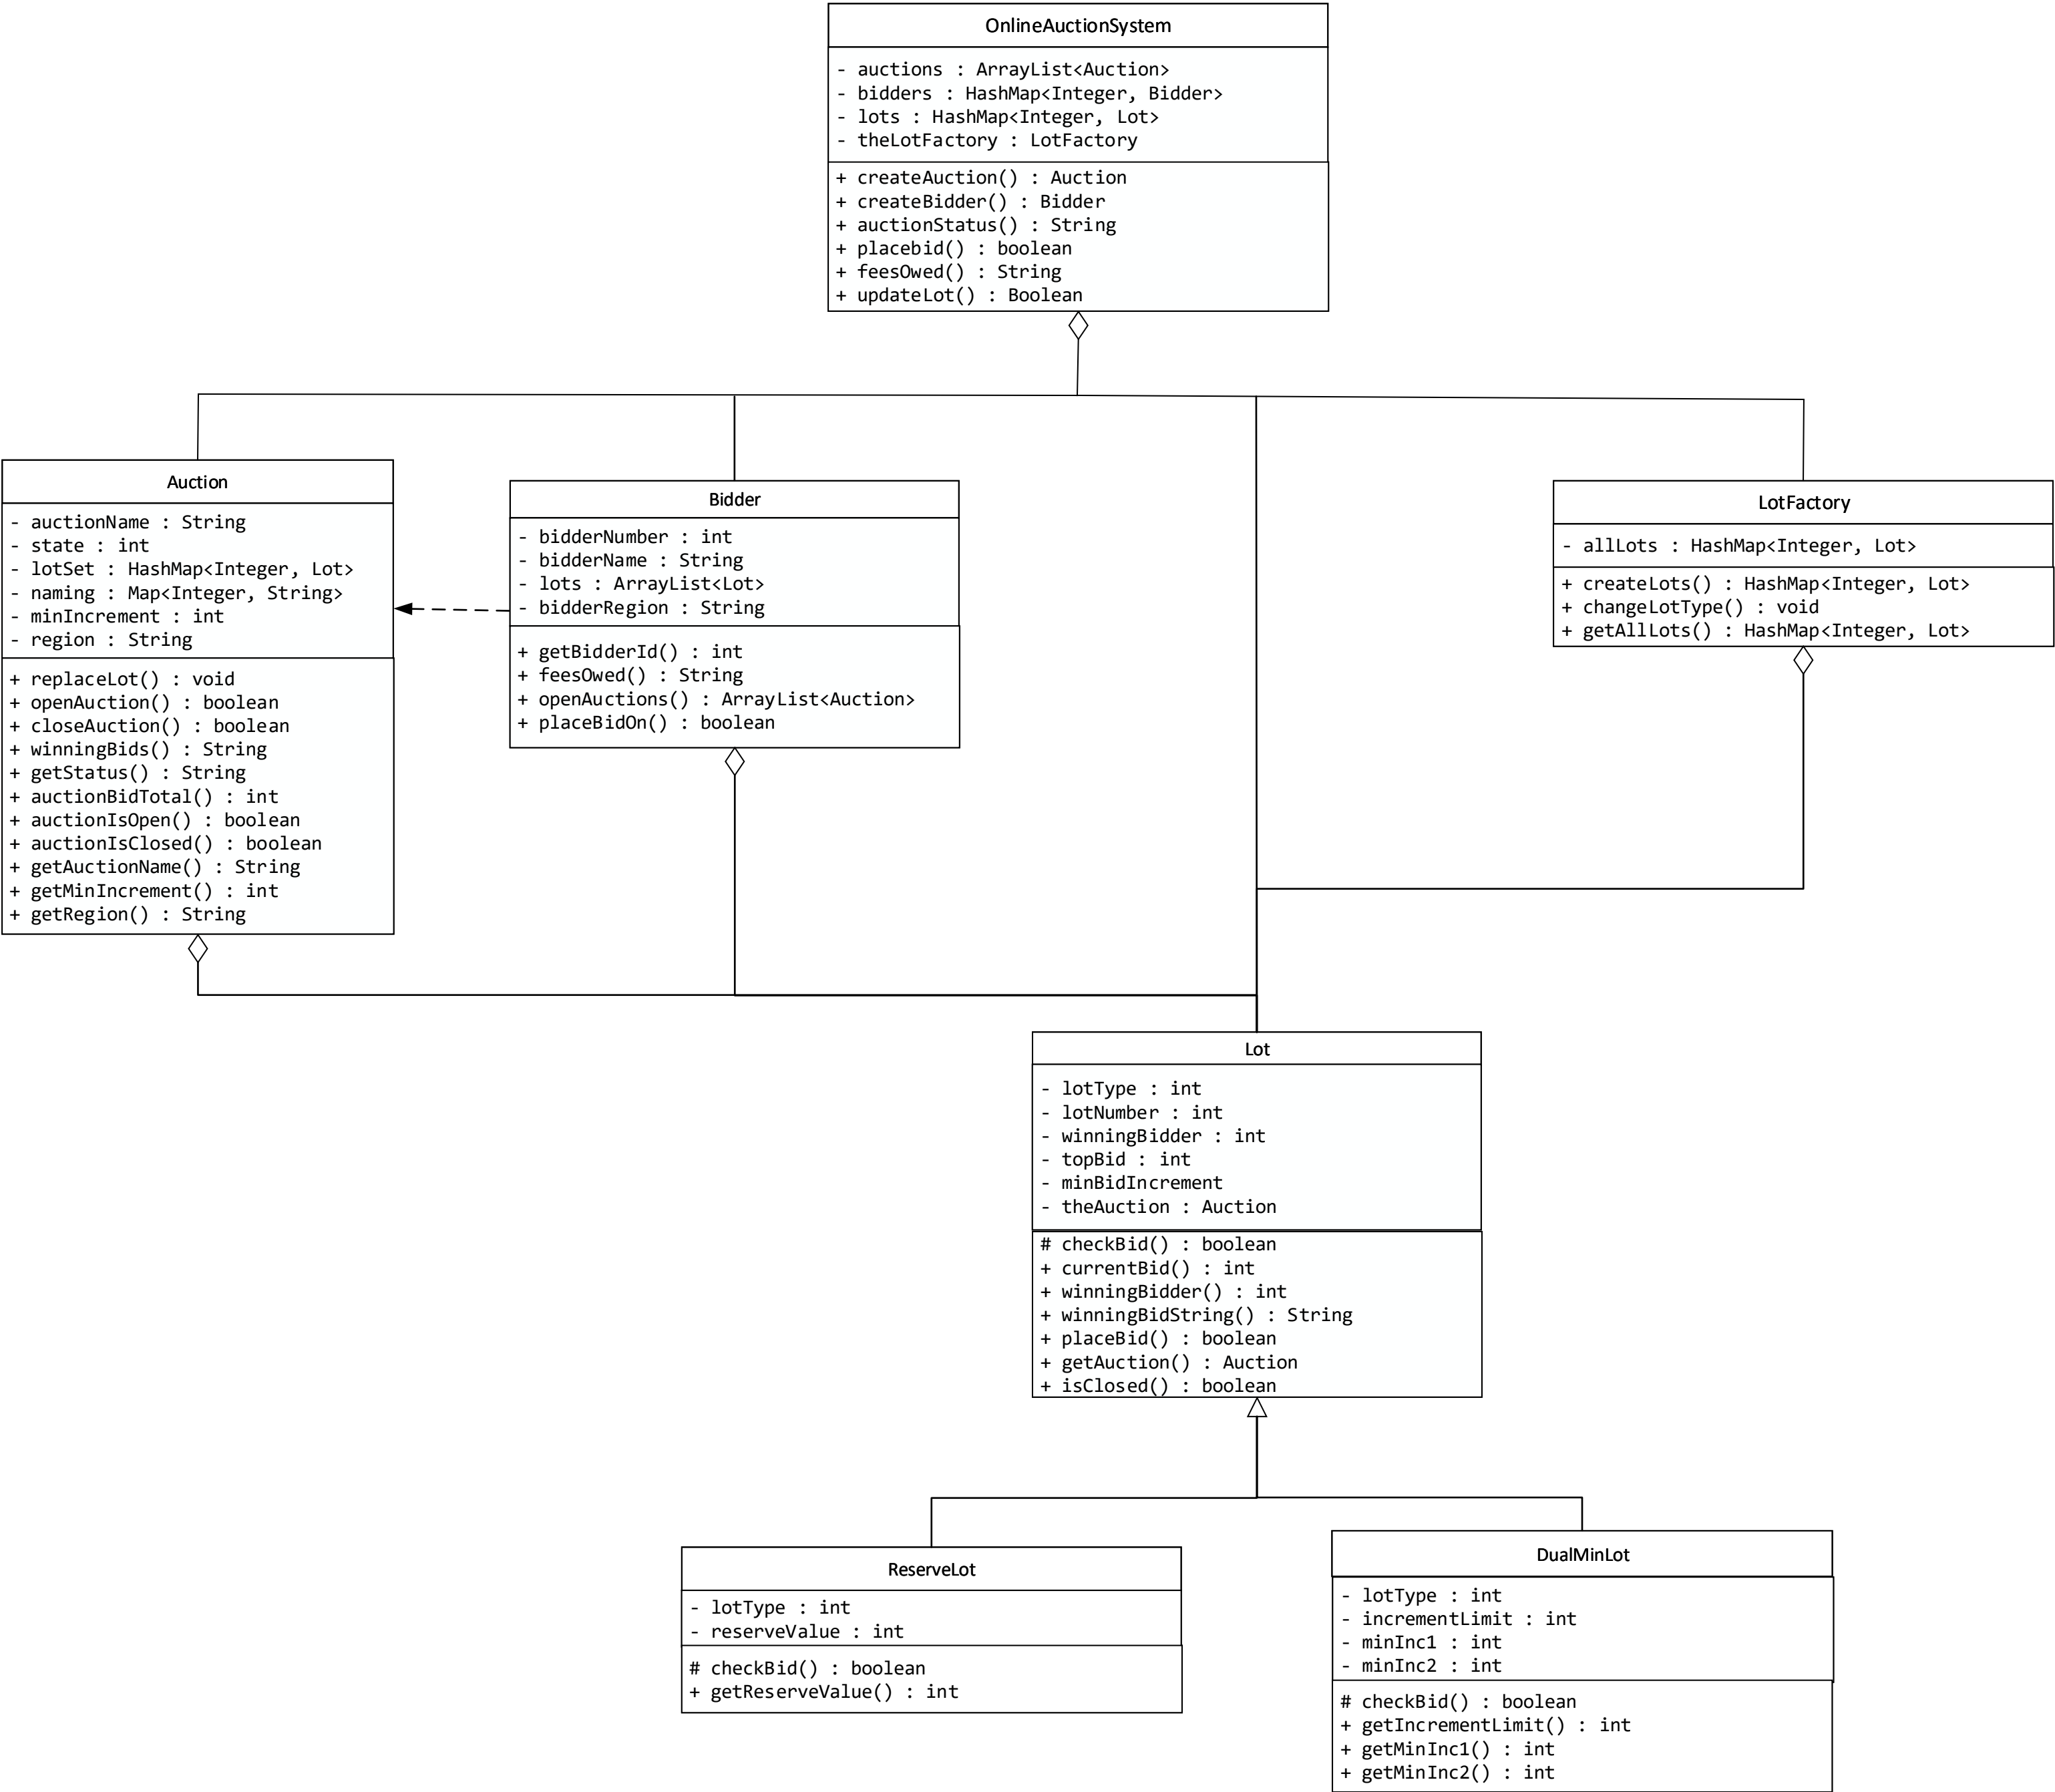 OnlineAuctionSystem
- auctions : ArrayList<Auction>
- bidders : HashMap<Integer, Bidder>
- lots : HashMap<Integer, Lot>
- theLotFactory : LotFactory
+ createAuction() : Auction
+ createBidder() : Bidder
+ auctionStatus() : String
+ placebid() : boolean
+ feesOwed() : String
+ updateLot() : Boolean
Auction
- auctionName : String
- state : int
- lotSet : HashMap<Integer, Lot>
- naming : Map<Integer, String>
- minIncrement : int
- region : String
+ replaceLot() : void
+ openAuction() : boolean
+ closeAuction() : boolean
+ winningBids() : String
+ getStatus() : String
+ auctionBidTotal() : int
+ auctionIsOpen() : boolean
+ auctionIsClosed() : boolean
+ getAuctionName() : String
+ getMinIncrement() : int
+ getRegion() : String
Bidder
- bidderNumber : int
- bidderName : String
- lots : ArrayList<Lot>
- bidderRegion : String
+ getBidderId() : int
+ feesOwed() : String
+ openAuctions() : ArrayList<Auction>
+ placeBidOn() : boolean
LotFactory
- allLots : HashMap<Integer, Lot>
+ createLots() : HashMap<Integer, Lot>
+ changeLotType() : void
+ getAllLots() : HashMap<Integer, Lot>
Lot
- lotType : int
- lotNumber : int
- winningBidder : int
- topBid : int
- minBidIncrement
- theAuction : Auction
# checkBid() : boolean
+ currentBid() : int
+ winningBidder() : int
+ winningBidString() : String
+ placeBid() : boolean
+ getAuction() : Auction
+ isClosed() : boolean
ReserveLot
- lotType : int
- reserveValue : int
# checkBid() : boolean
+ getReserveValue() : int
DualMinLot
- lotType : int
- incrementLimit : int
- minInc1 : int
- minInc2 : int
# checkBid() : boolean
+ getIncrementLimit() : int
+ getMinInc1() : int
+ getMinInc2() : int